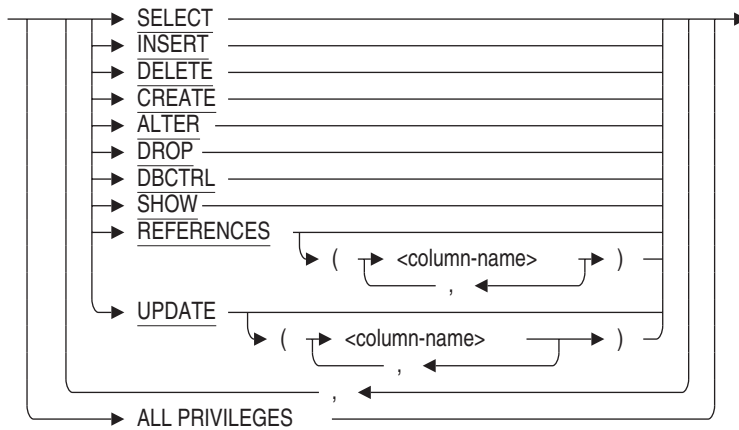 SELECT
INSERT
DELETE
CREATE
ALTER
DROP
DBCTRL
SHOW
REFERENCES
( <column-name> )
,
UPDATE
( <column-name> )
,
,
ALL PRIVILEGES